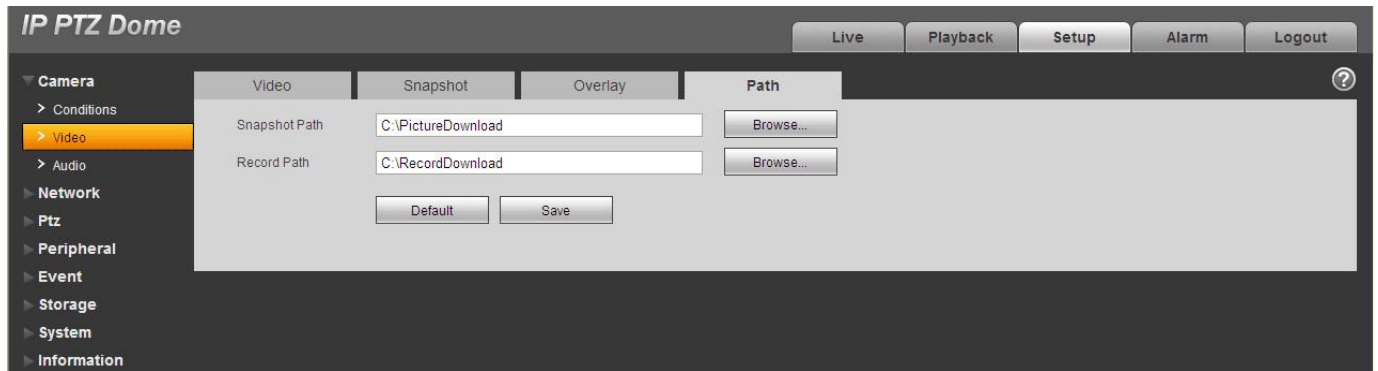 IP PTZ Dome
Live Playback Setup Alarm Logout
Camera
> Conditions
> Video
> Audio
Network
Ptz
Peripheral
Event
Storage
System
Information
Video Snapshot Overlay Path
?
Snapshot Path C:\PictureDownload Browse...
Record Path C:\RecordDownload Browse...
Default Save